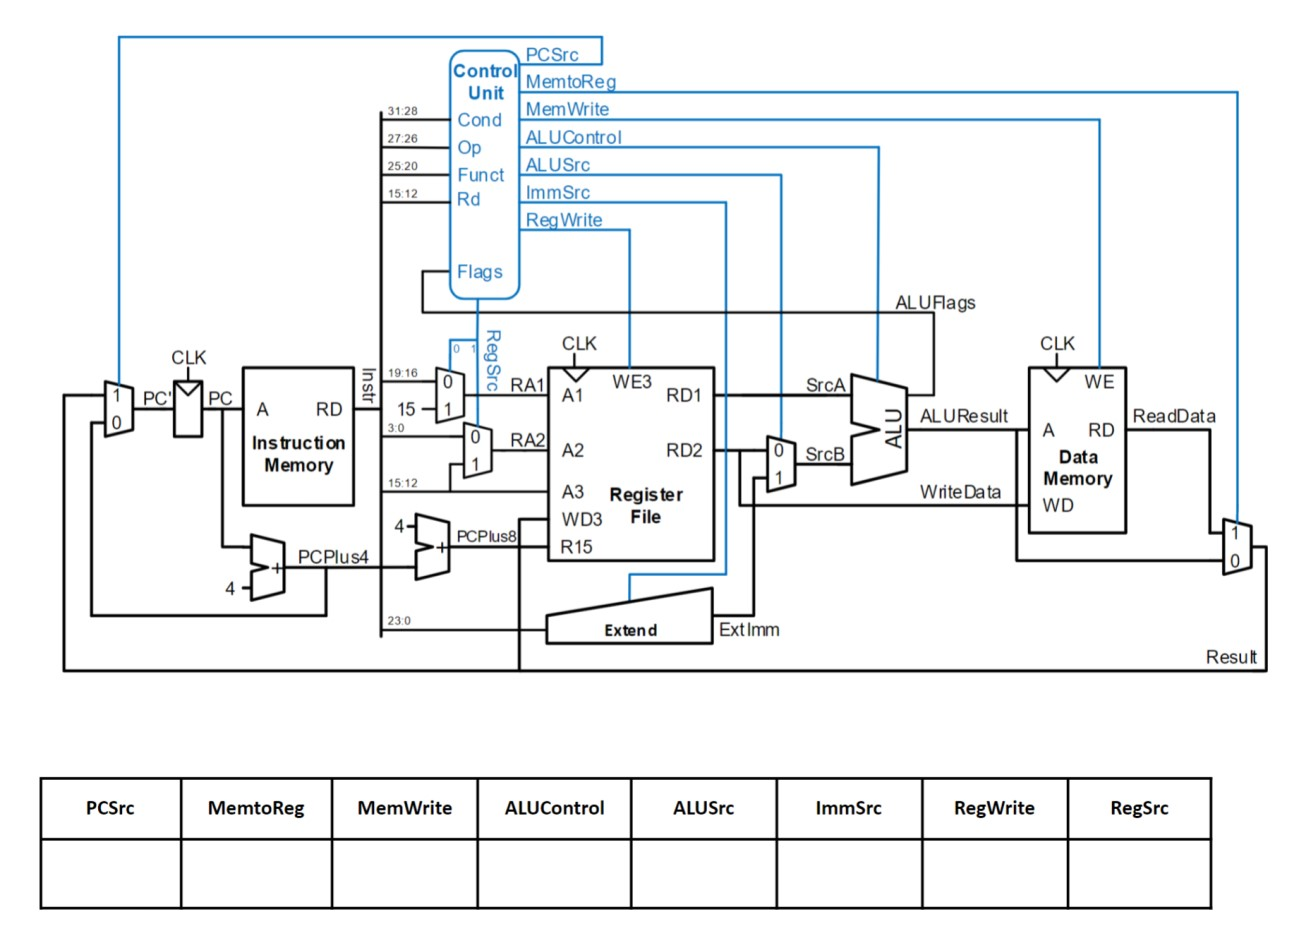 PCSrc
Control
Unit
MemtoReg
MemWrite
31:28
Cond
27:26
Op
ALUControl
25:20
Funct
ALUSrc
15:12
Rd
ImmSrc
RegWrite
Flags
ALUFlags
RegSrc
0 1
CLK
CLK
CLK
1
0
PC'
PC
A
RD
Instruction
Memory
Instr
19:16
0
15
1
RA1
3:0
0
1
RA2
15:12
A1
WE3
RD1
A2
RD2
A3
Register
File
WD3
R15
SrcA
0
1
SrcB
ALU
ALUResult
WriteData
WE
A
RD
Data
Memory
WD
ReadData
1
0
4
+
PCPlus8
PCPlus4
+
4
23:0
Extend
ExtImm
Result
PCSrc MemtoReg MemWrite ALUControl ALUSrc ImmSrc RegWrite RegSrc